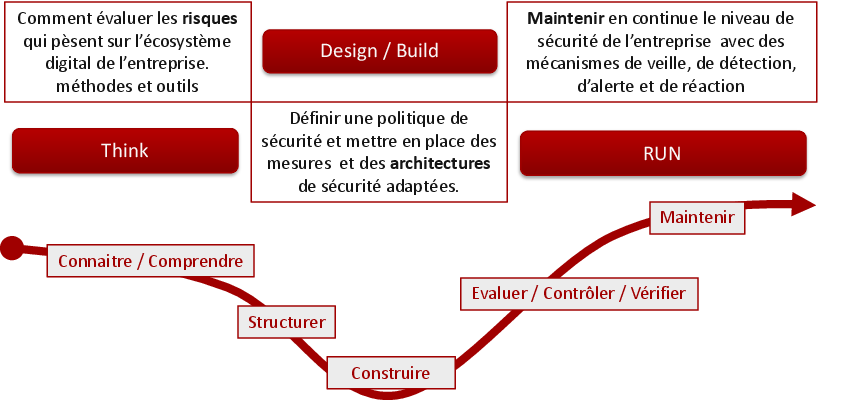 Comment évaluer les risques
qui pèsent sur l'écosystème
digital de l'entreprise.
méthodes et outils
Think
Design / Build
Définir une politique de
sécurité et mettre en place des
mesures et des architectures
de sécurité adaptées.
Maintenir en continue le niveau de
sécurité de l'entreprise avec des
mécanismes de veille, de détection,
d'alerte et de réaction
RUN
Connaitre / Comprendre
Structurer
Construire
Evaluer / Contrôler / Vérifier
Maintenir